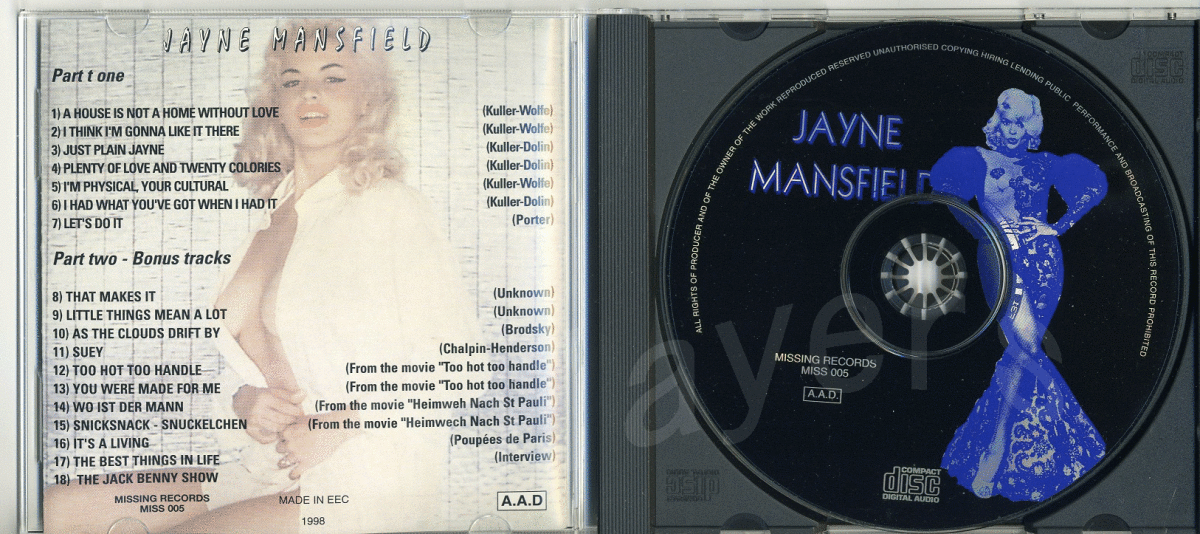 JAYNE MANSFIELD
Part t one
1) A HOUSE IS NOT A HOME WITHOUT LOVE (Kuller-Wolfe)
2) I THINK I'M GONNA LIKE IT THERE (Kuller-Wolfe)
3) JUST PLAIN JAYNE (Kuller-Dolin)
4) PLENTY OF LOVE AND TWENTY COLORIES (Kuller-Dolin)
5) I'M PHYSICAL, YOUR CULTURAL (Kuller-Wolfe)
6) I HAD WHAT YOU'VE GOT WHEN I HAD IT (Kuller-Dolin)
7) LET'S DO IT (Porter)
Part two - Bonus tracks
8) THAT MAKES IT (Unknown)
9) LITTLE THINGS MEAN A LOT (Unknown)
10) AS THE CLOUDS DRIFT BY (Brodsky)
11) SUEY (Chalpin-Henderson)
12) TOO HOT TOO HANDLE (From the movie "Too hot too handle")
13) YOU WERE MADE FOR ME (From the movie "Too hot too handle")
14) WO IST DER MANN (From the movie "Heimweh Nach St Pauli")
15) SNICKSNACK - SNUCKELCHEN (From the movie "Heimwech Nach St Pauli")
16) IT'S A LIVING (Poupées de Paris)
17) THE BEST THINGS IN LIFE (Interview)
18) THE JACK BENNY SHOW
MISSING RECORDS
MISS 005
MADE IN EEC
1998
A.A.D
ALL RIGHTS OF PRODUCER AND OF THE OWNER OF THE WORK REPRODUCED RESERVED UNAUTHORISED COPYING HIRING LENDING PUBLIC PERFORMANCE AND BROADCASTING OF THIS RECORD PROHIBITED
JAYNE
MANSFIELD
MISSING RECORDS
MISS 005
A.A.D.
COMPACT
disc
DIGITAL AUDIO